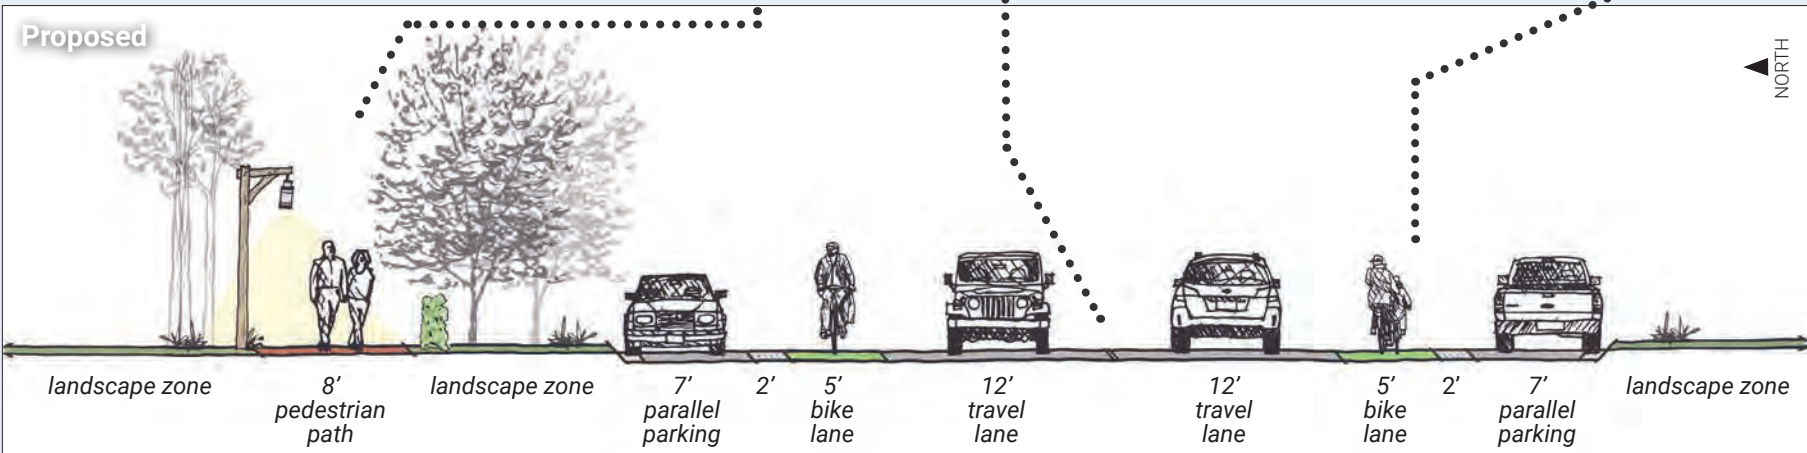 Proposed
NORTH
landscape zone
8’
pedestrian
path
landscape zone
7’
parallel
parking
2’
5’
bike
lane
12’
travel
lane
12’
travel
lane
5’
bike
lane
2’
7’
parallel
parking
landscape zone